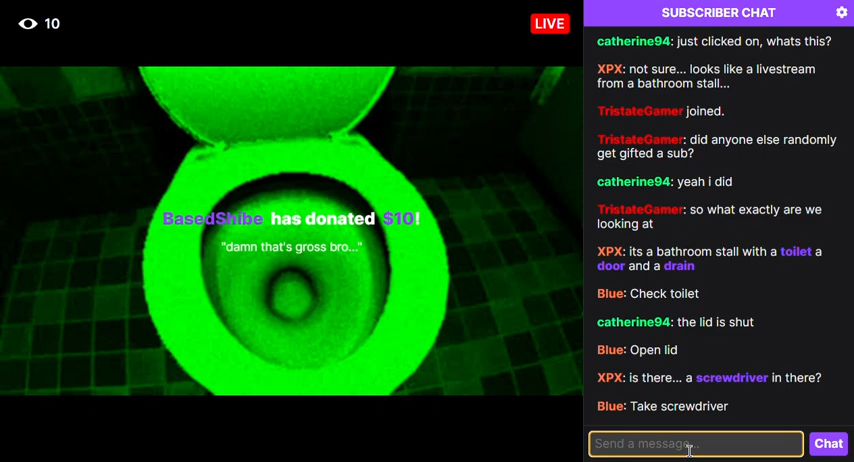 10
LIVE
BasedShibe has donated $10!
"damn that's gross bro..."
SUBSCRIBER CHAT
catherine94: just clicked on, whats this?
XPX: not sure... looks like a livestream
from a bathroom stall...
TristateGamer joined.
TristateGamer: did anyone else randomly
get gifted a sub?
catherine94: yeah i did
TristateGamer: so what exactly are we
looking at
XPX: its a bathroom stall with a toilet a
door and a drain
Blue: Check toilet
catherine94: the lid is shut
Blue: Open lid
XPX: is there... a screwdriver in there?
Blue: Take screwdriver
Send a message...
Chat